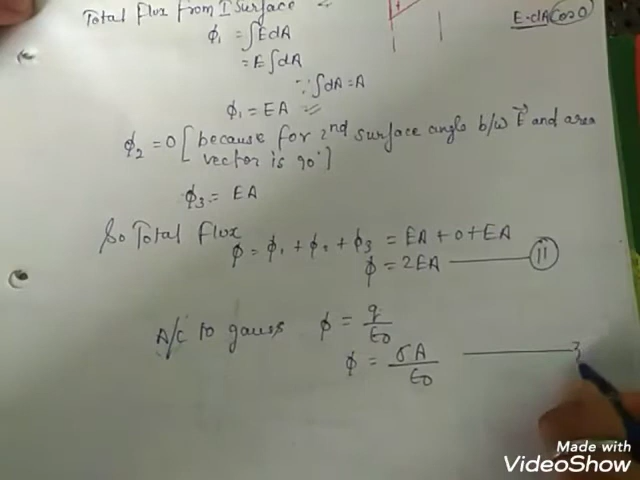 Total Flux From I Surface
E·dA Cos0
ϕ₁ = ∫EdA
= E∫dA
∵ ∫dA = A
ϕ₁ = EA
ϕ₂ = 0 [because for 2nd surface angle b/w E⃗ and area
vector is 90°]
ϕ₃ = EA
So Total Flux
ϕ = ϕ₁ + ϕ₂ + ϕ₃ = EA + 0 + EA
ϕ = 2EA —— (II)
A/C to gauss ϕ = q/ε0
ϕ = σA/ε0 ——
Made with
VideoShow